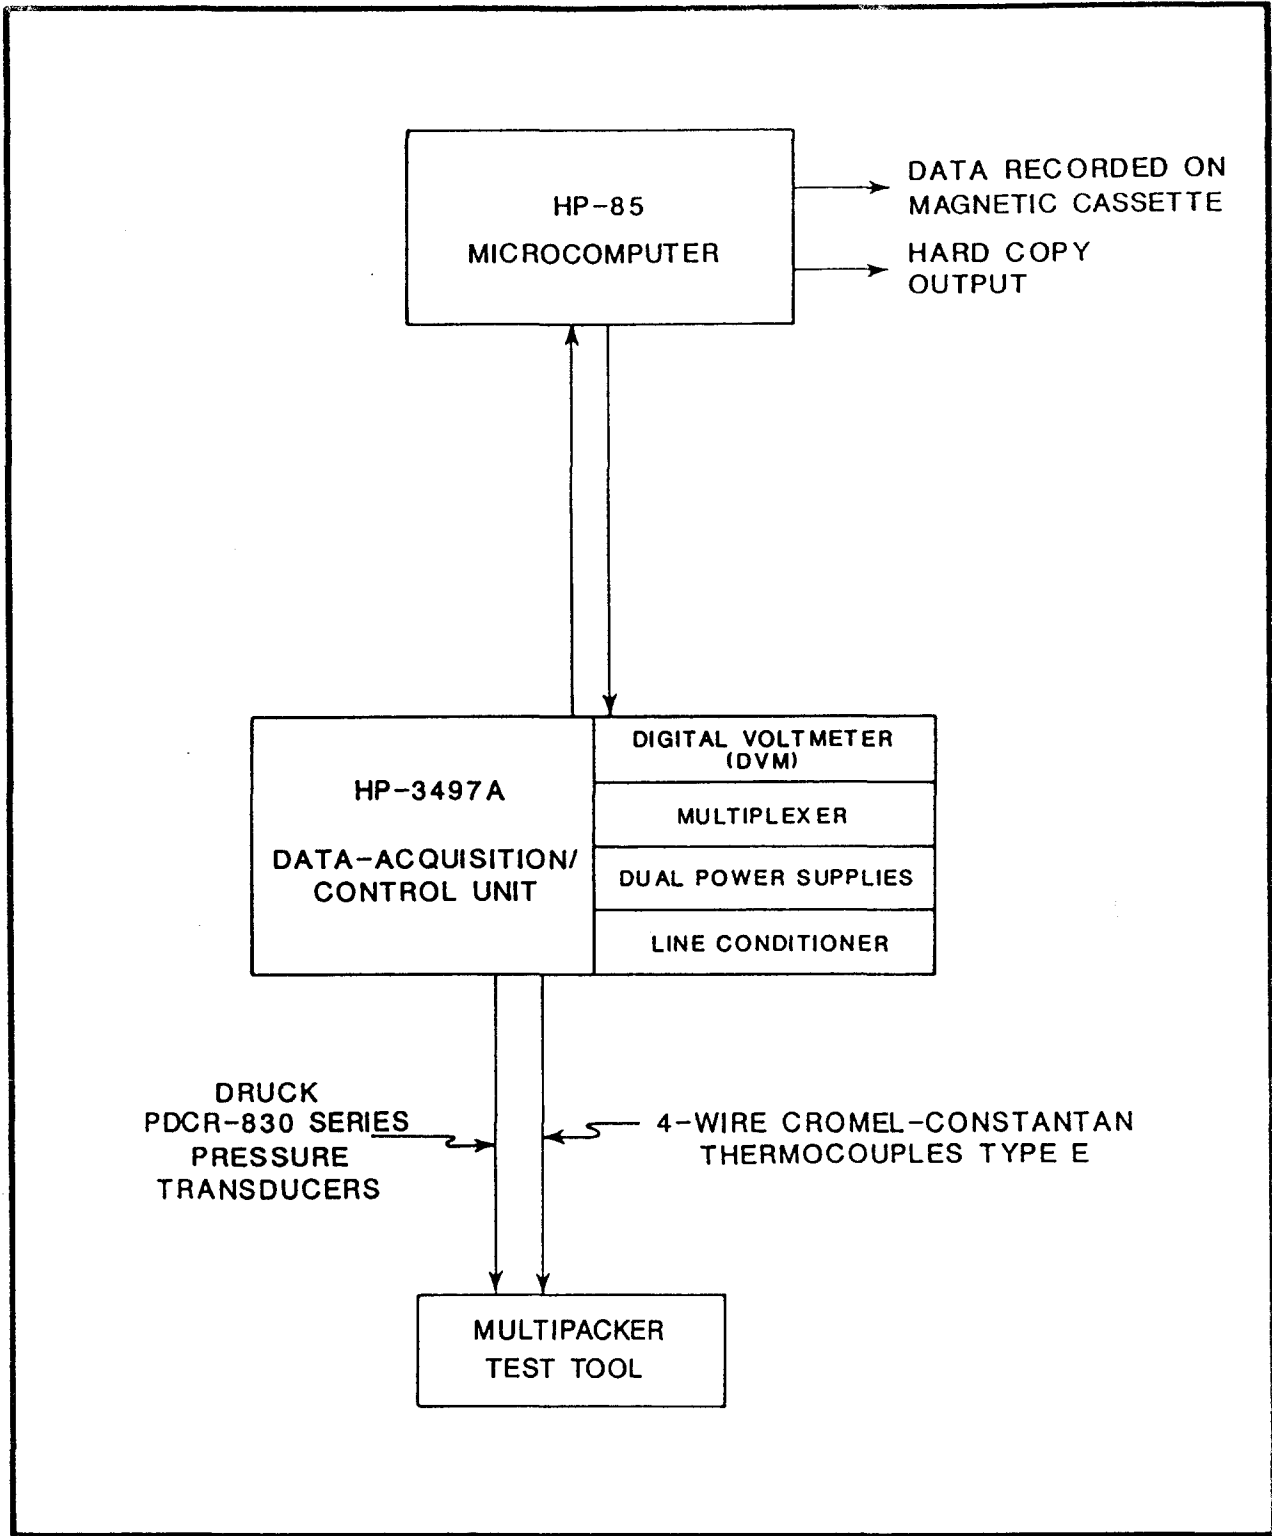 HP-85
MICROCOMPUTER
DATA RECORDED ON
MAGNETIC CASSETTE
HARD COPY
OUTPUT
HP-3497A
DATA-ACQUISITION/
CONTROL UNIT
DIGITAL VOLTMETER
(DVM)
MULTIPLEXER
DUAL POWER SUPPLIES
LINE CONDITIONER
DRUCK
PDCR-830 SERIES
PRESSURE
TRANSDUCERS
4-WIRE CROMEL-CONSTANTAN
THERMOCOUPLES TYPE E
MULTIPACKER
TEST TOOL